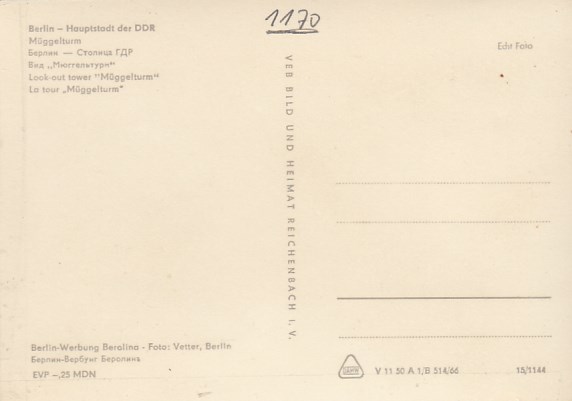 1170
Berlin – Hauptstadt der DDR
Müggelturm
Берлин — Столица ГДР
Вид „Мюггельтурм“
Look-out tower "Müggelturm"
La tour „Müggelturm"
Echt Foto
VEB BILD UND HEIMAT REICHENBACH I. V.
Berlin-Werbung Berolina - Foto: Vetter, Berlin
Берлин-Вербунг Беролина
EVP –,25 MDN
V 11 50 A 1/B 514/66
15/1144